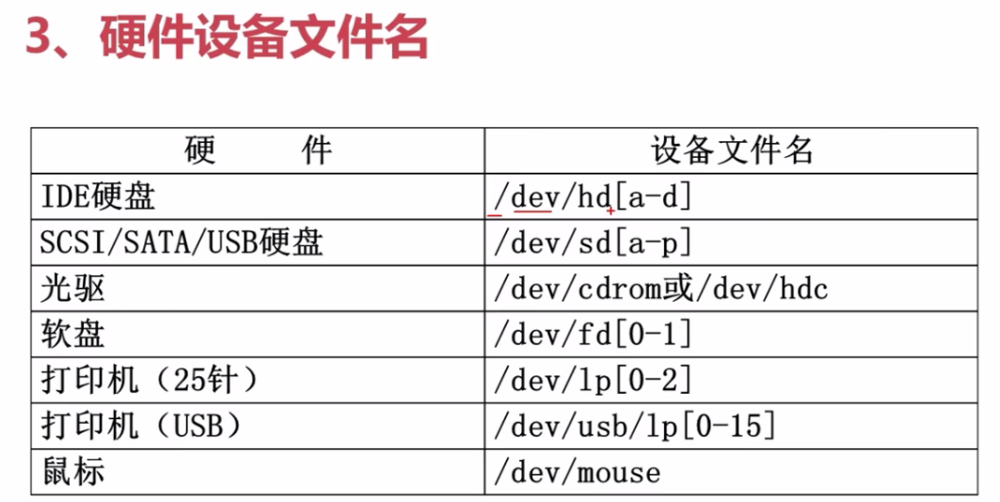 3、硬件设备文件名
硬 件 设备文件名
IDE硬盘 /dev/hd[a-d]
SCSI/SATA/USB硬盘 /dev/sd[a-p]
光驱 /dev/cdrom或/dev/hdc
软盘 /dev/fd[0-1]
打印机（25针） /dev/lp[0-2]
打印机（USB） /dev/usb/lp[0-15]
鼠标 /dev/mouse